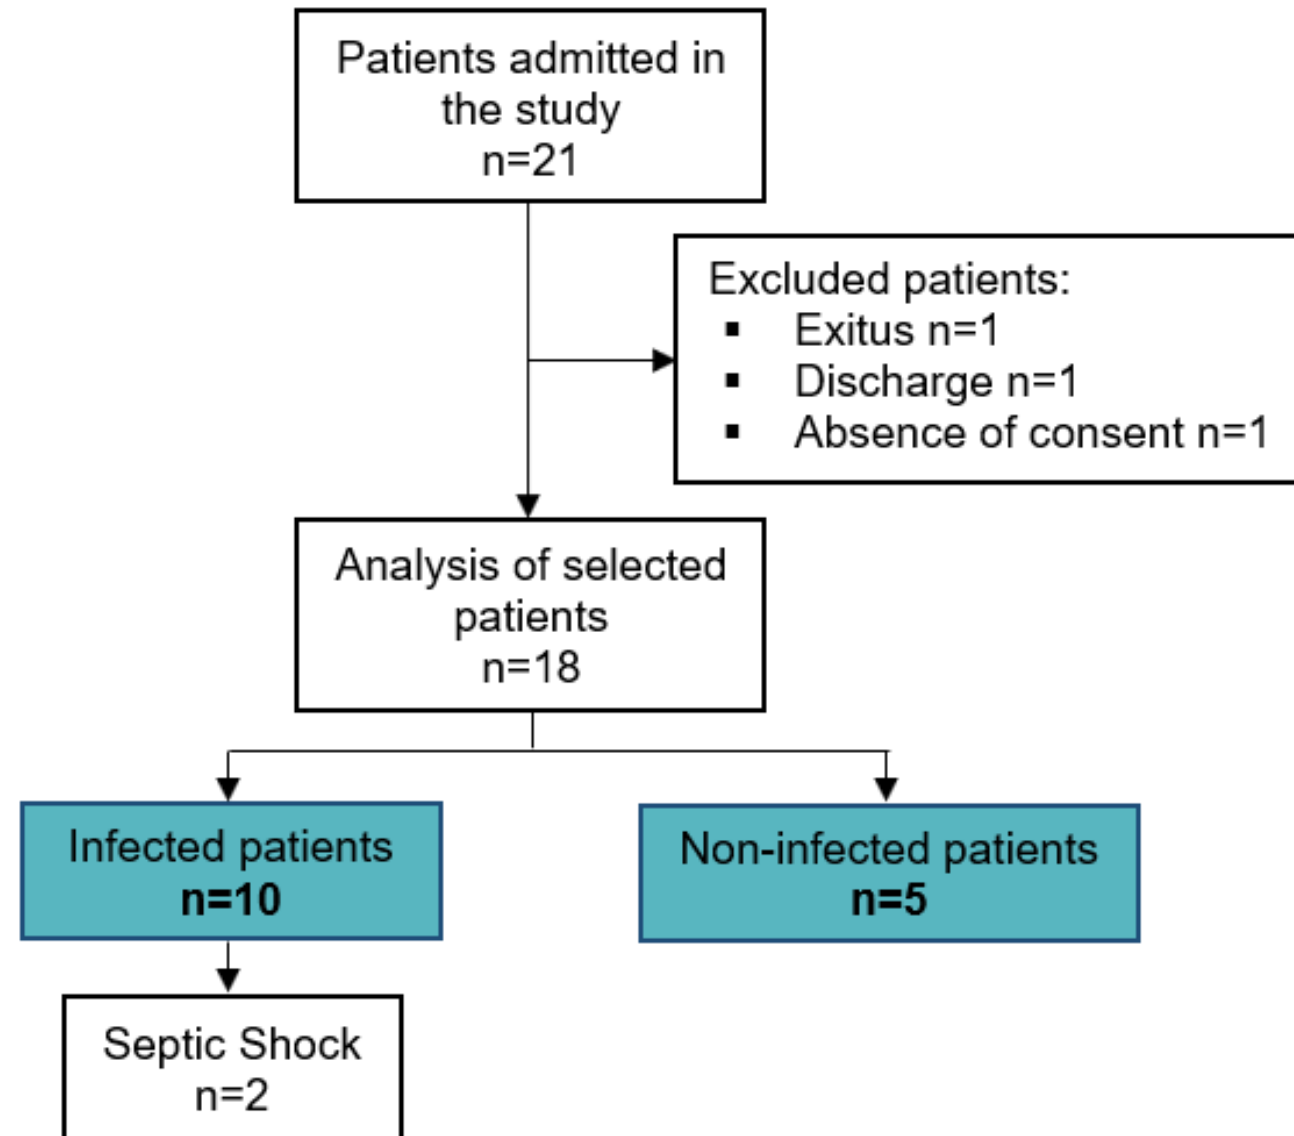 Patients admitted in
the study
n=21
Excluded patients:
▪ Exitus n=1
▪ Discharge n=1
▪ Absence of consent n=1
Analysis of selected
patients
n=18
Infected patients
n=10
Non-infected patients
n=5
Septic Shock
n=2